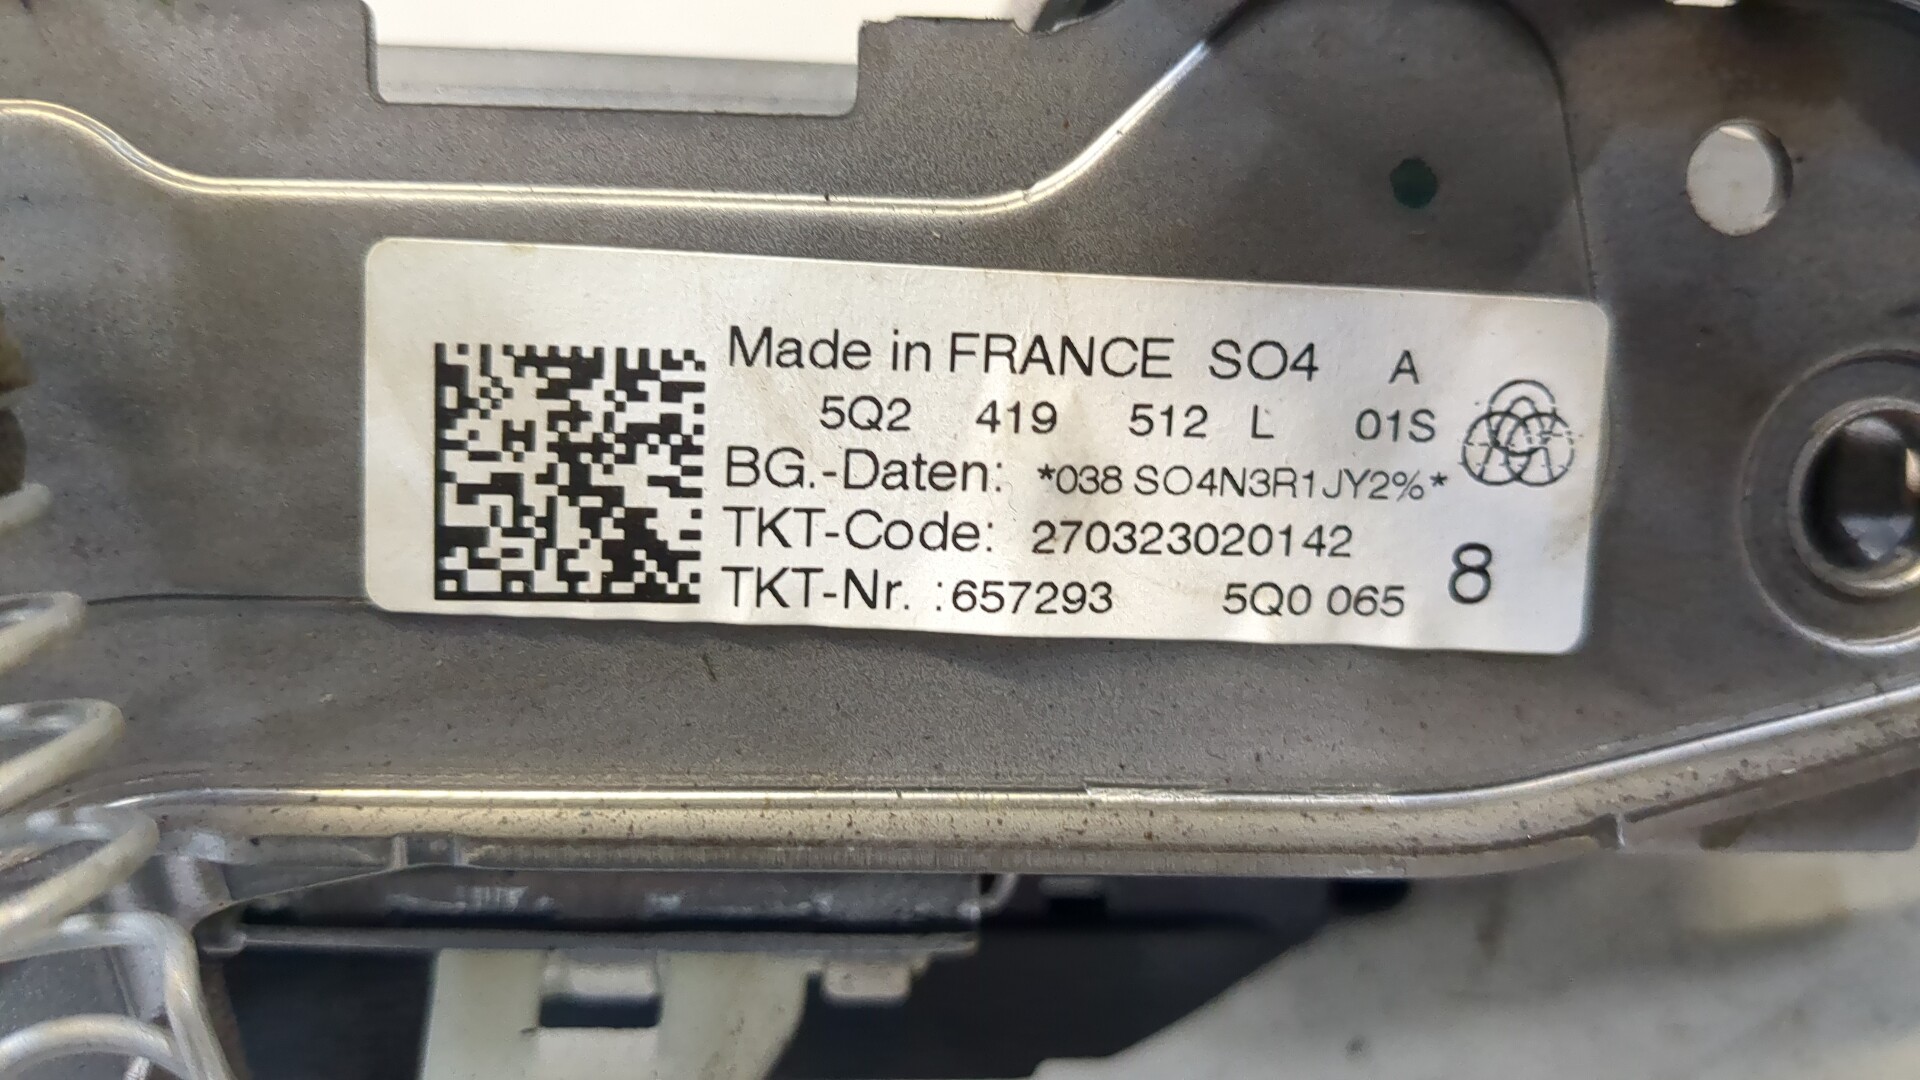 Made in FRANCE SO4 A
5Q2 419 512 L 01S
BG.-Daten: *038 SO4N3R1JY2%*
TKT-Code: 270323020142
TKT-Nr. :657293 5Q0 065 8